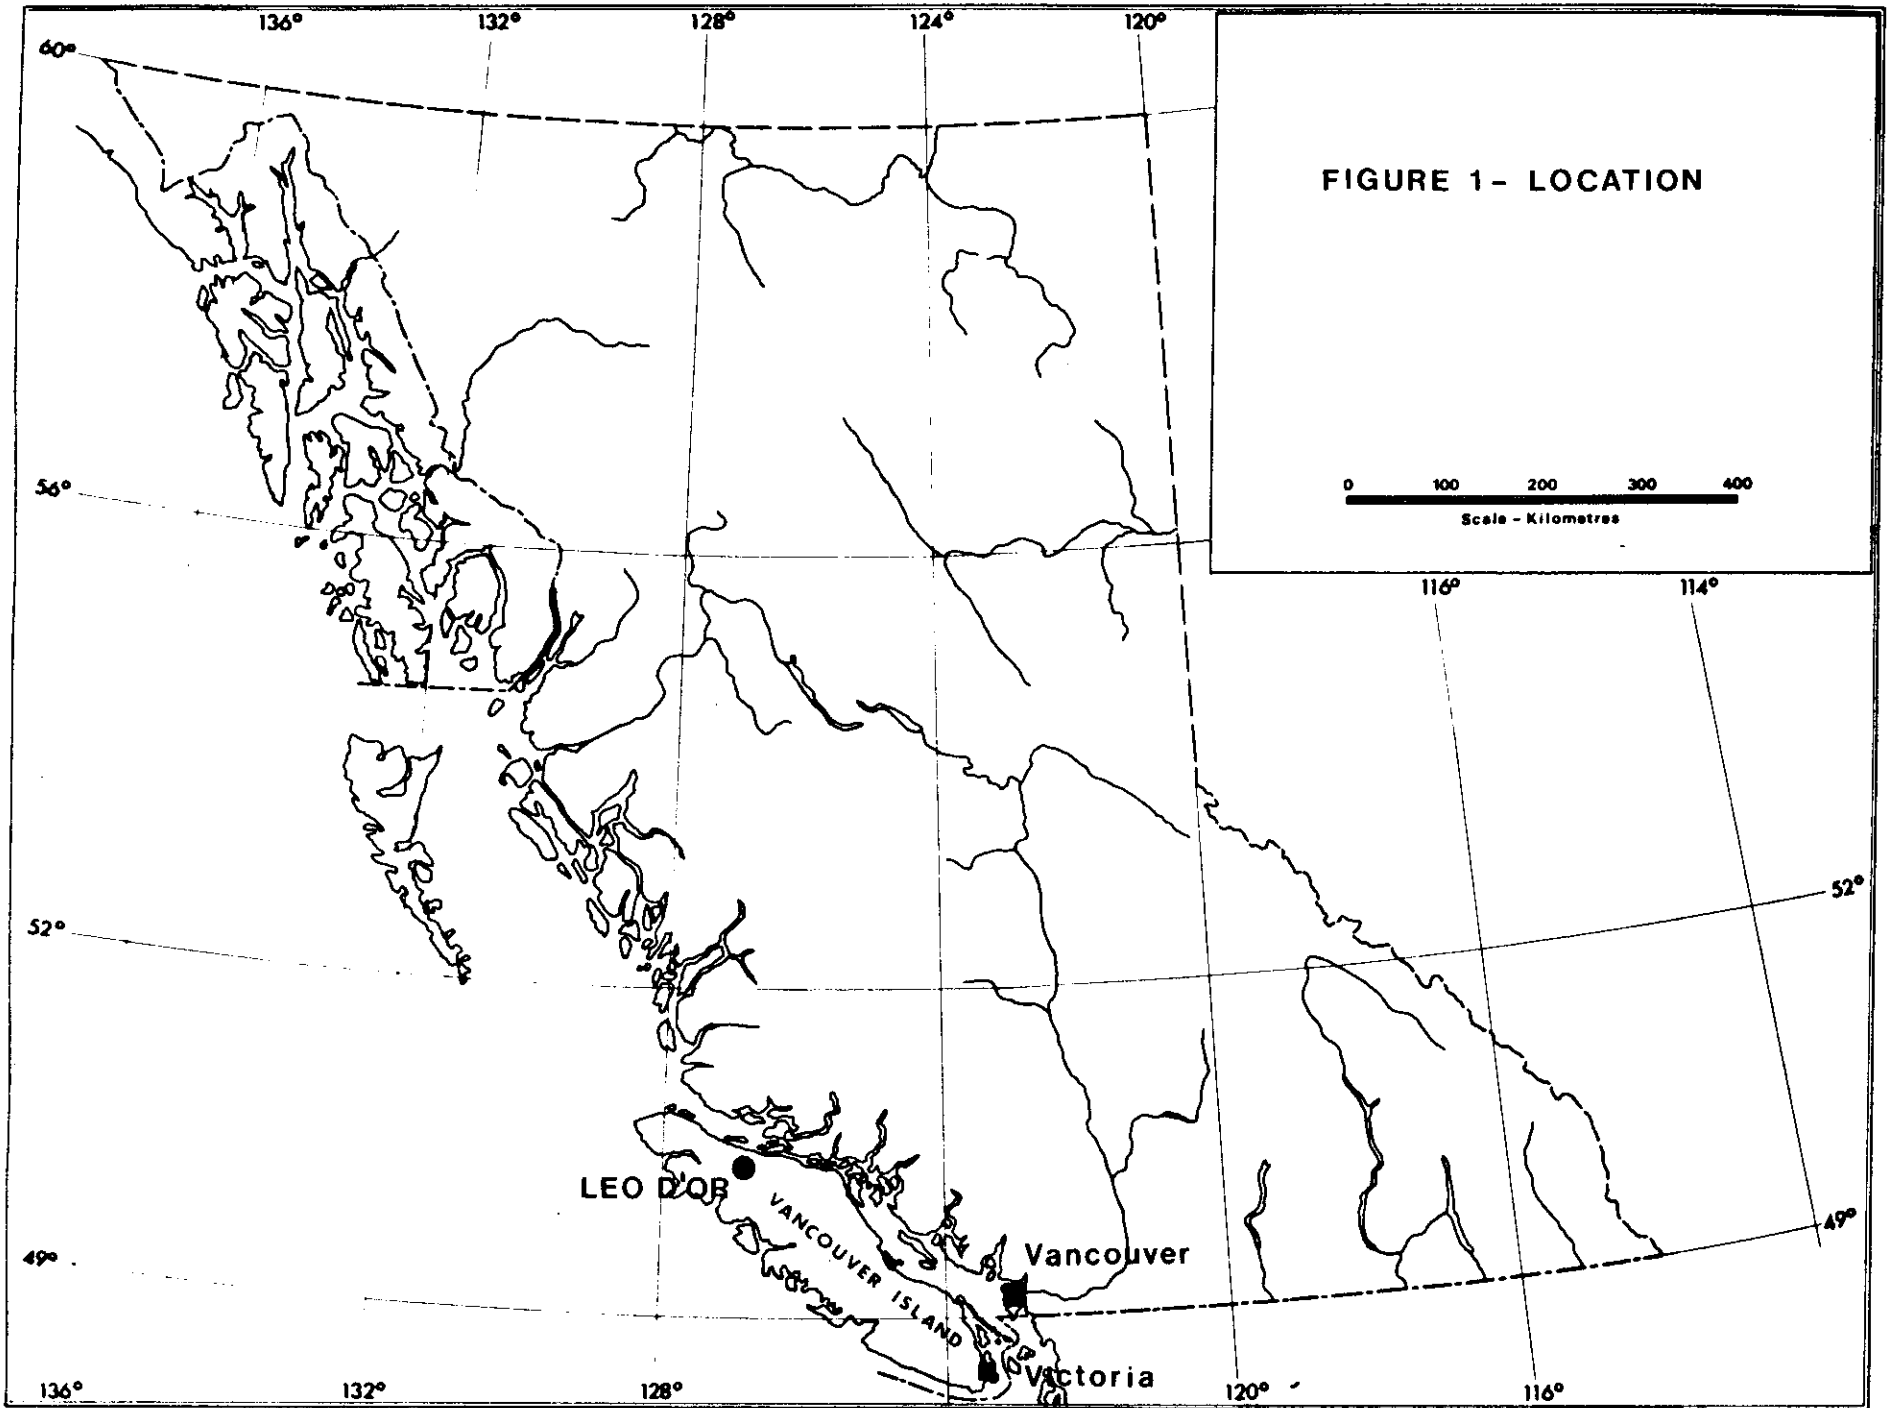 136° 132° 128° 124° 120°
60°
FIGURE 1 - LOCATION
56°
0 100 200 300 400
Scale - Kilometres
116° 114°
52°
52°
LEO D'OR
VANCOUVER ISLAND
49°
Vancouver
49°
Victoria
136° 132° 128° 120° 116°